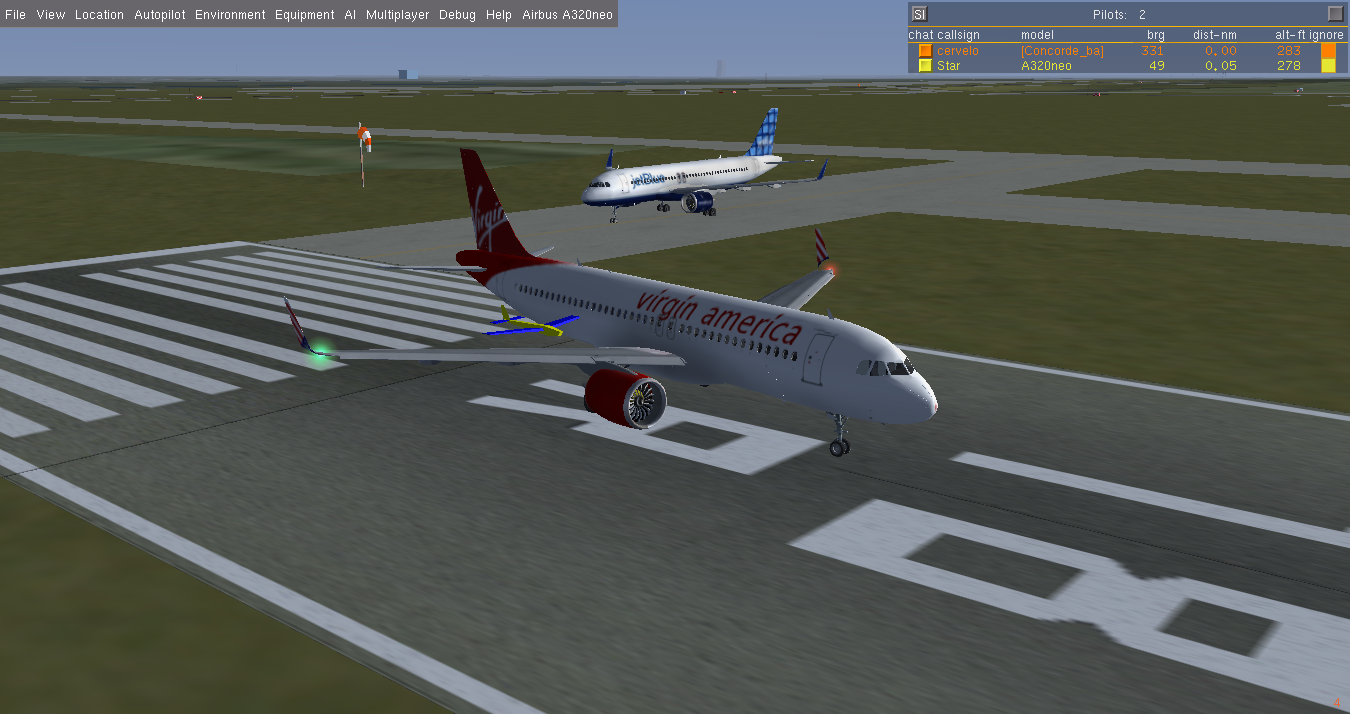 File View Location Autopilot Environment Equipment AI Multiplayer Debug Help Airbus A320neo
SI Pilots: 2
chat callsign model brg dist-nm alt-ft ignore
cervelo [Concorde_ba] 331 0.00 283
Star A320neo 49 0.05 278
jetBlue
Virgin
virgin america
4